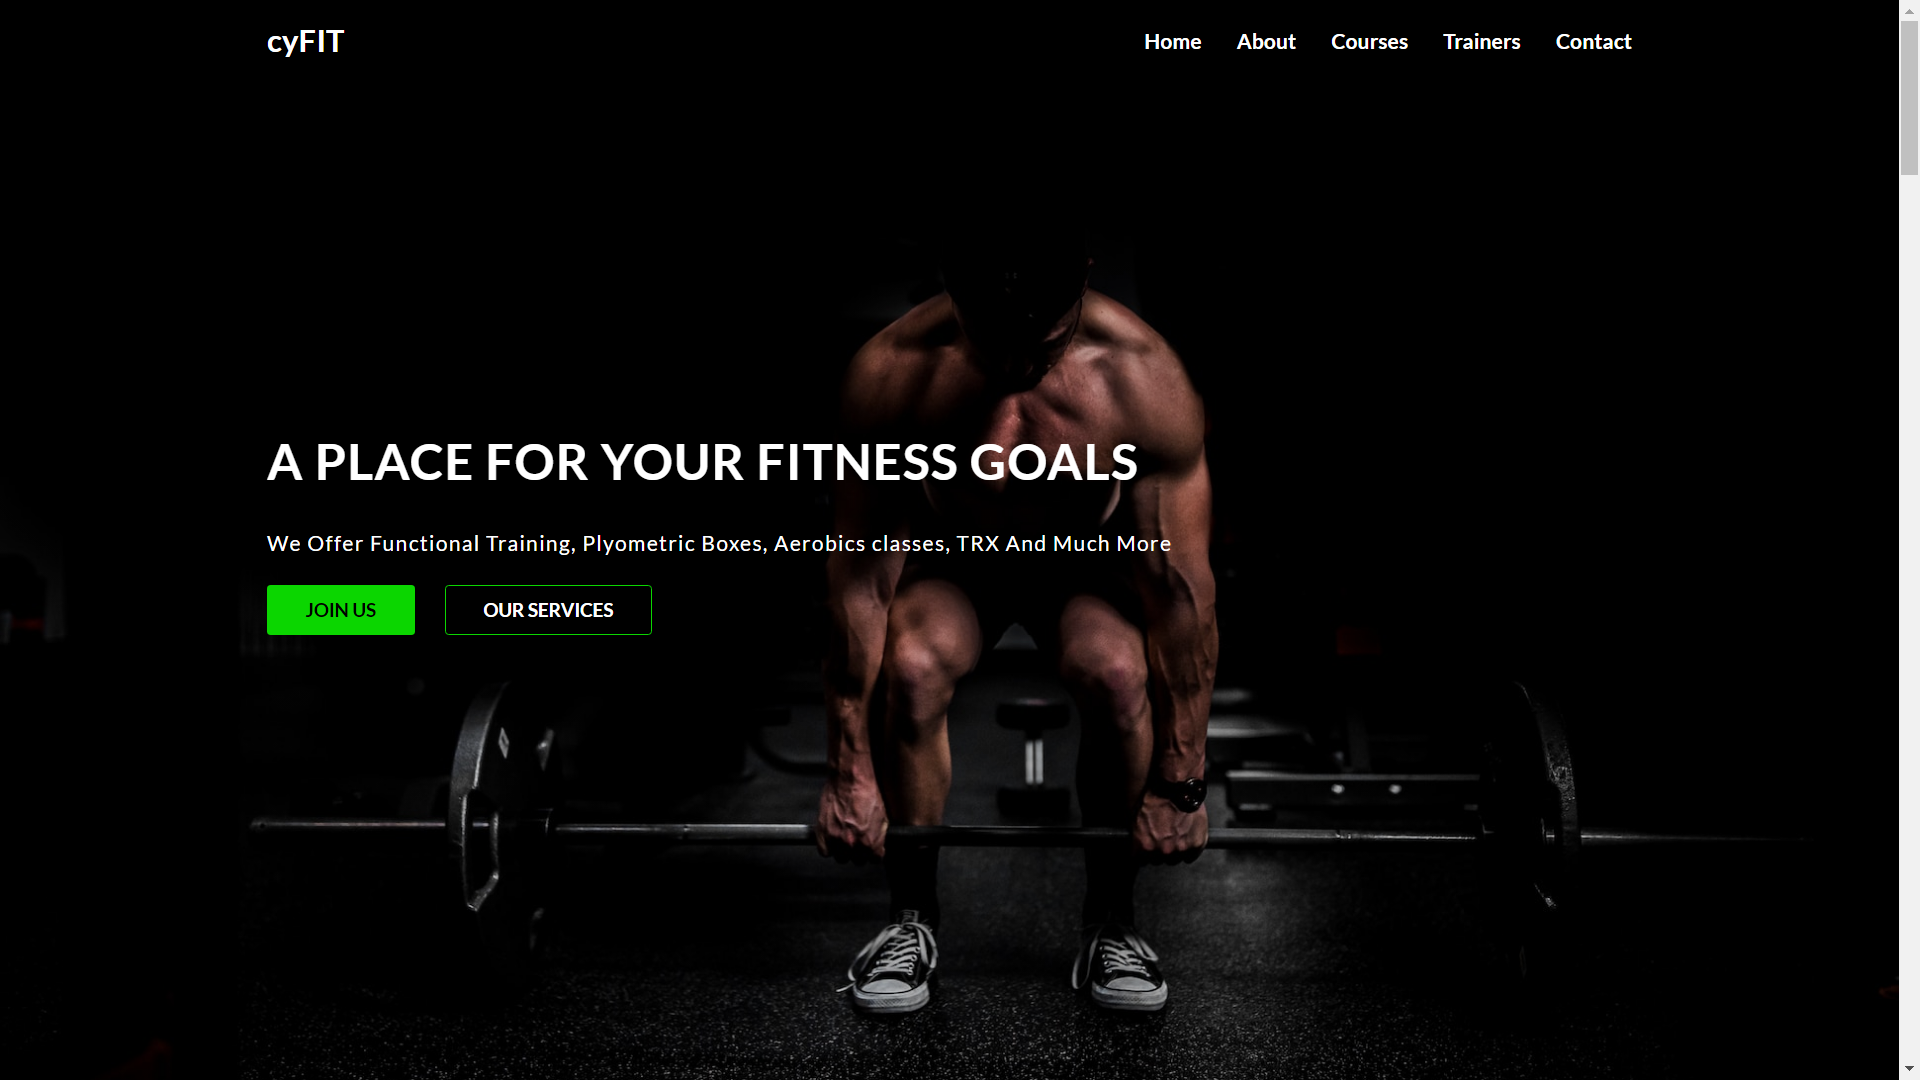 cyFIT
Home About Courses Trainers Contact
A PLACE FOR YOUR FITNESS GOALS
We Offer Functional Training, Plyometric Boxes, Aerobics classes, TRX And Much More
JOIN US OUR SERVICES